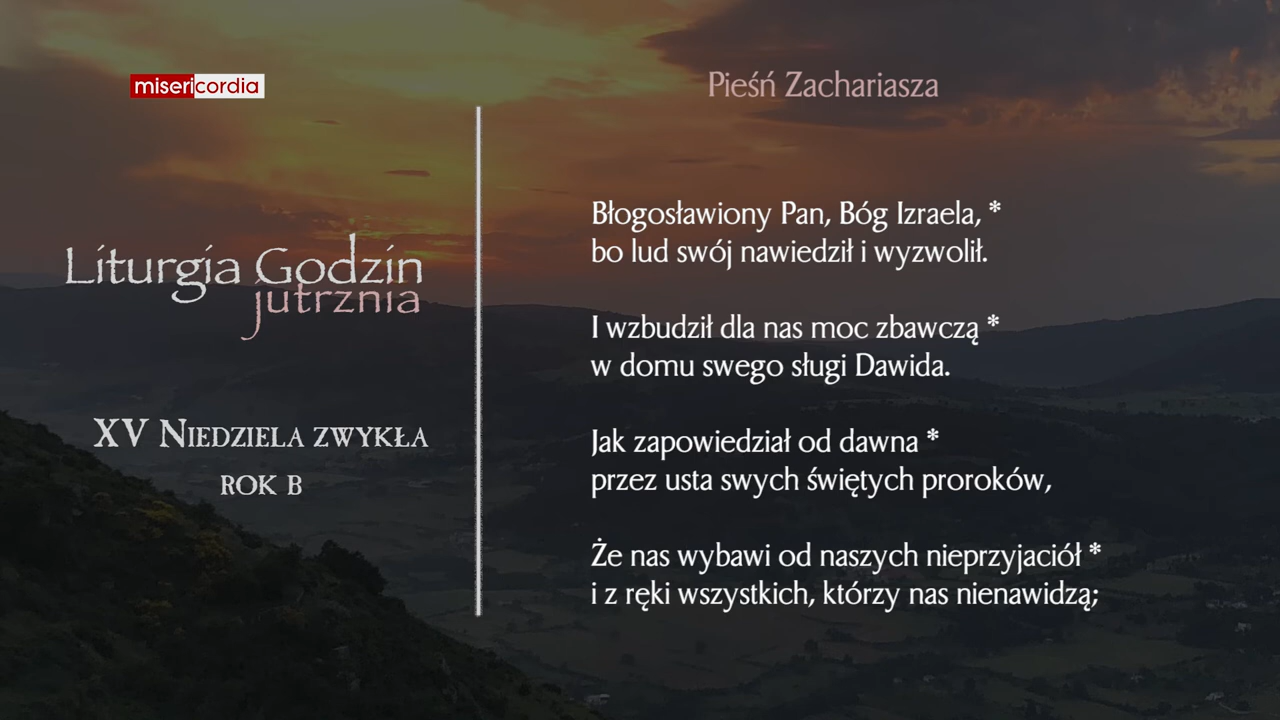 misericordia
Liturgia Godzin
jutrznia
XV Niedziela zwykła
rok B
Pieśń Zachariasza
Błogosławiony Pan, Bóg Izraela, *
bo lud swój nawiedził i wyzwolił.
I wzbudził dla nas moc zbawczą *
w domu swego sługi Dawida.
Jak zapowiedział od dawna *
przez usta swych świętych proroków,
Że nas wybawi od naszych nieprzyjaciół *
i z ręki wszystkich, którzy nas nienawidzą;